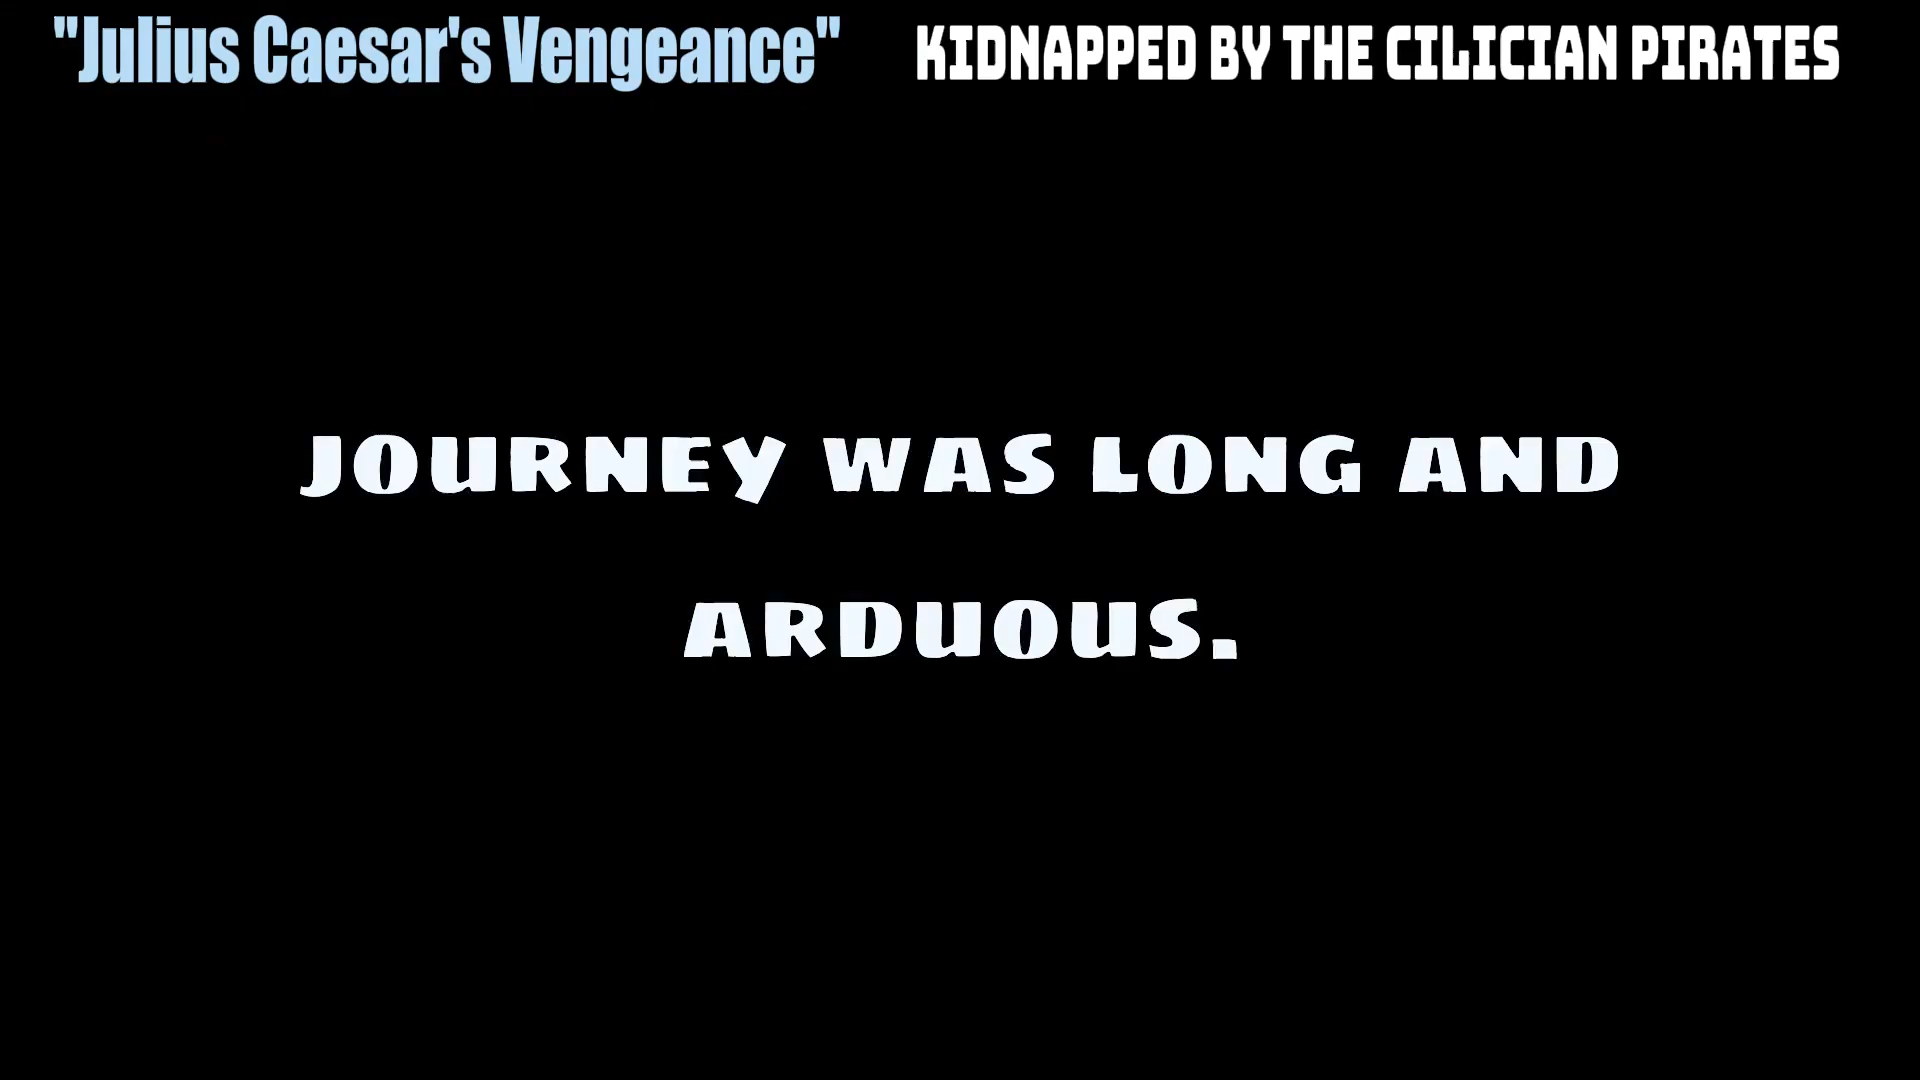 "Julius Caesar's Vengeance" KIDNAPPED BY THE CILICIAN PIRATES
JOURNEY WAS LONG AND
ARDUOUS.